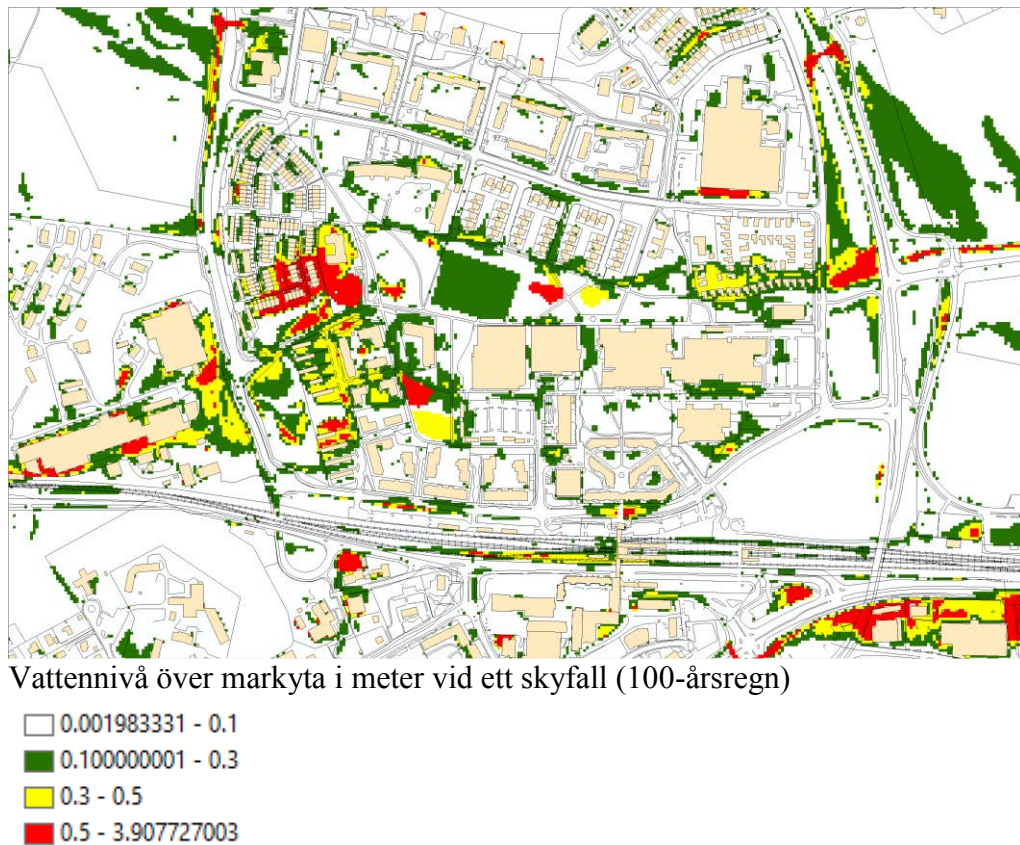 Vattennivå över markyta i meter vid ett skyfall (100-årsregn)
0.001983331 - 0.1
0.100000001 - 0.3
0.3 - 0.5
0.5 - 3.907727003